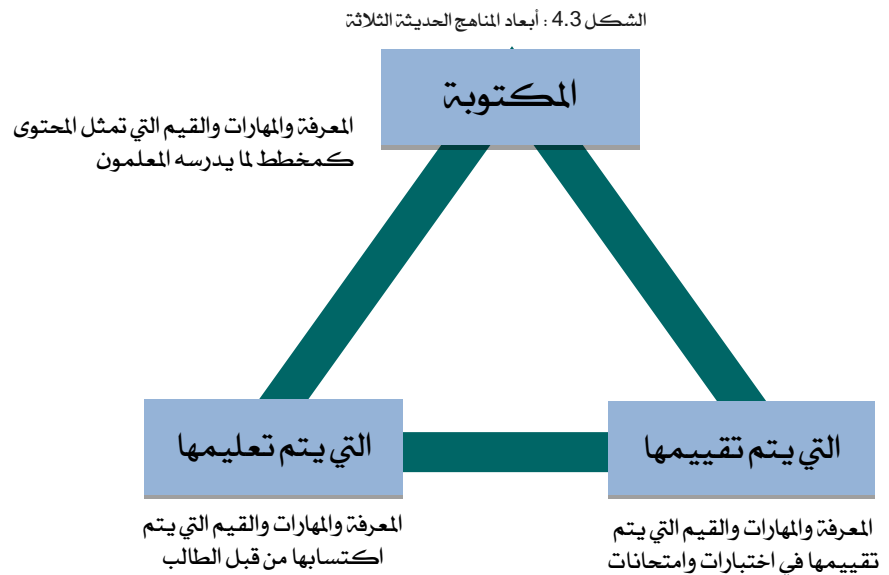 الشكل 4.3 : أبعاد المناهج الحديثة الثلاثة
المكتوبة
المعرفة والمهارات والقيم التي تمثل المحتوى
كمخطط لما يدرسه المعلمون
التي يتم تعليمها
المعرفة والمهارات والقيم التي يتم
اكتسابها من قبل الطالب
التي يتم تقييمها
المعرفة والمهارات والقيم التي يتم
تقييمها في اختبارات وامتحانات